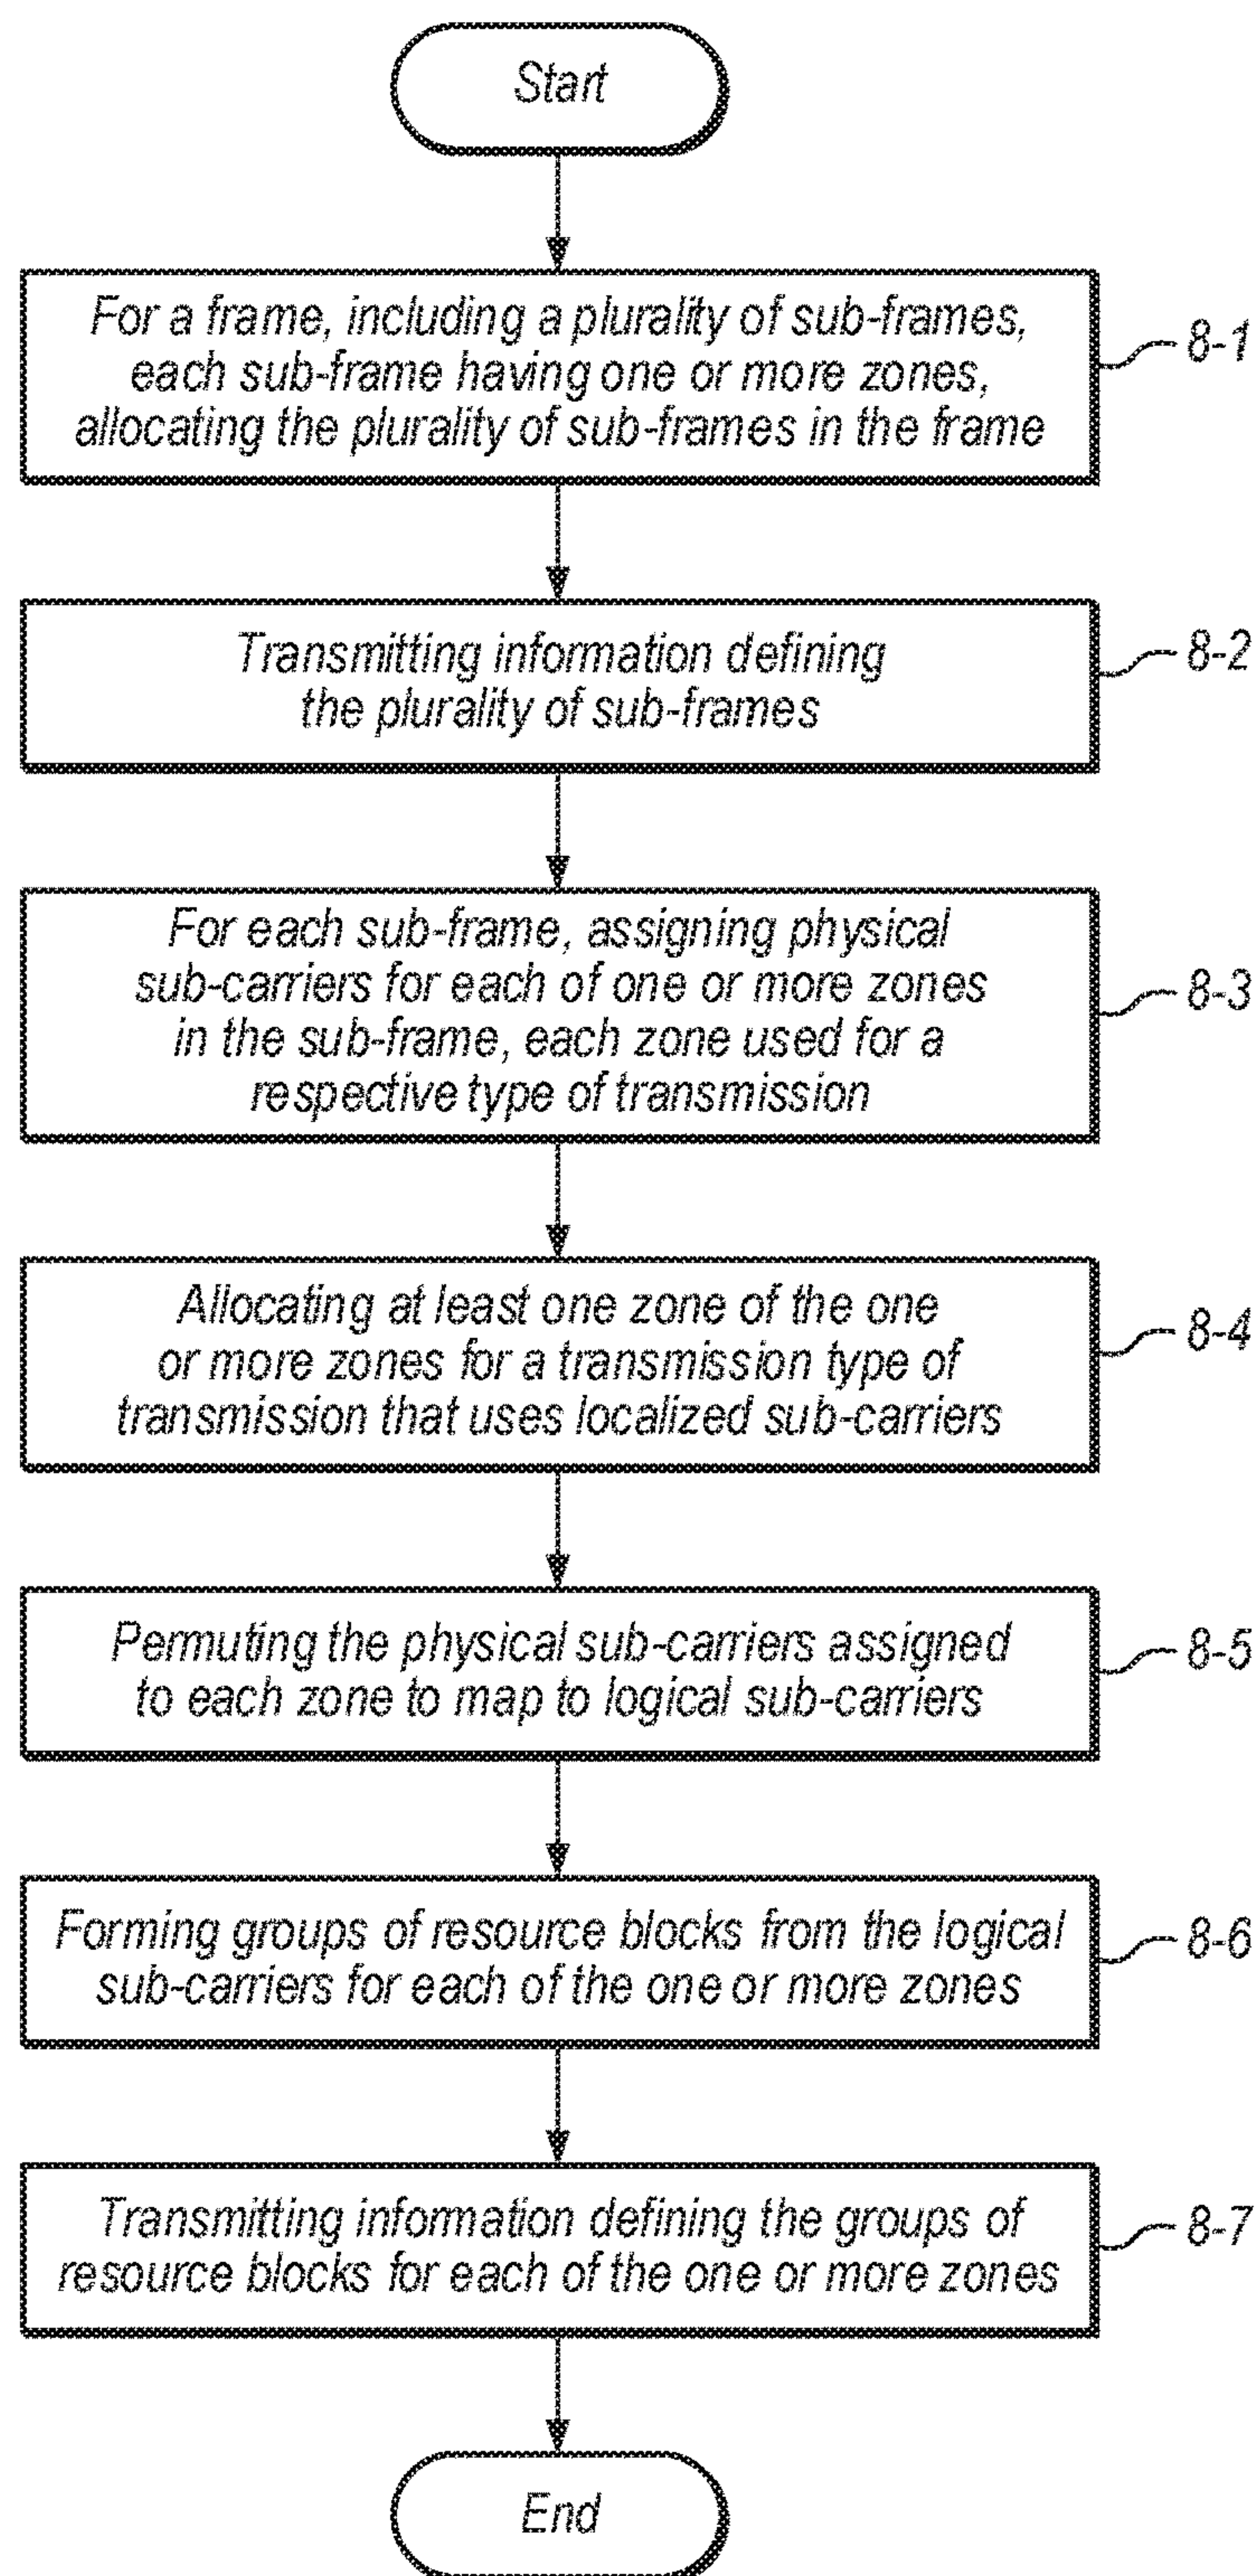 Start
For a frame, including a plurality of sub-frames,
each sub-frame having one or more zones,
allocating the plurality of sub-frames in the frame
8-1
Transmitting information defining
the plurality of sub-frames
8-2
For each sub-frame, assigning physical
sub-carriers for each of one or more zones
in the sub-frame, each zone used for a
respective type of transmission
8-3
Allocating at least one zone of the one
or more zones for a transmission type of
transmission that uses localized sub-carriers
8-4
Permuting the physical sub-carriers assigned
to each zone to map to logical sub-carriers
8-5
Forming groups of resource blocks from the logical
sub-carriers for each of the one or more zones
8-6
Transmitting information defining the groups of
resource blocks for each of the one or more zones
8-7
End